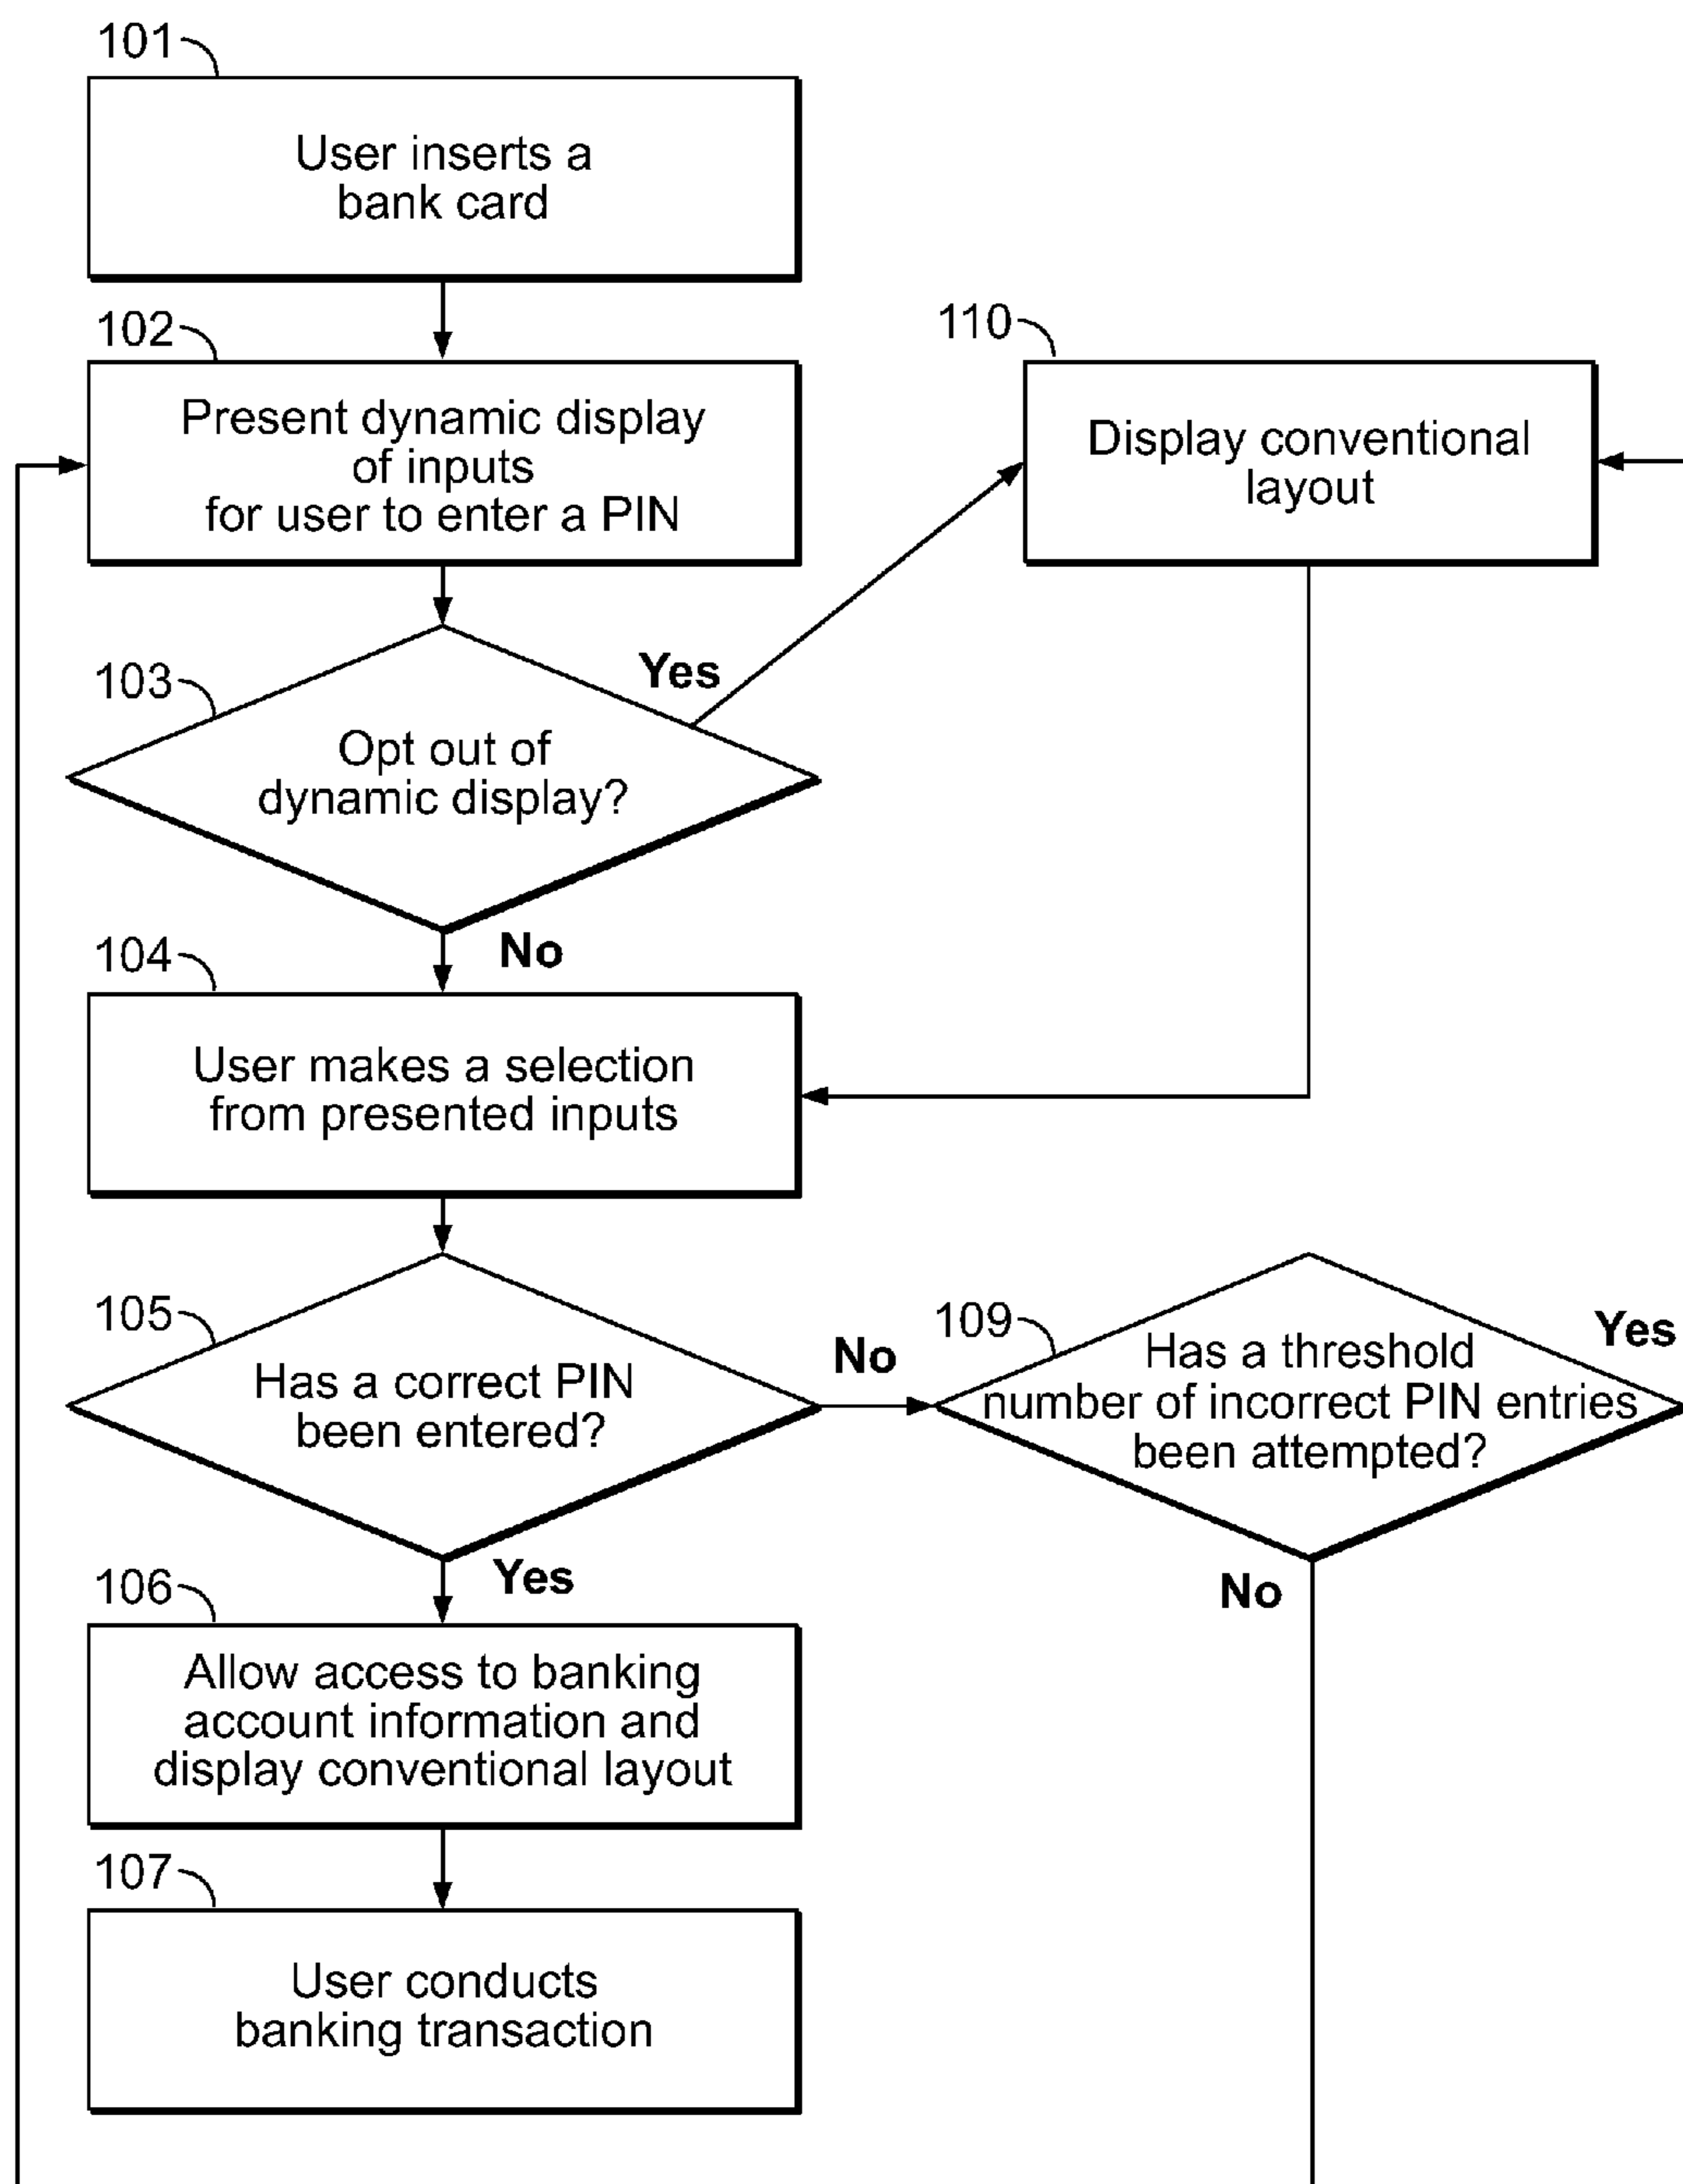 101
User inserts a
bank card
102
Present dynamic display
of inputs
for user to enter a PIN
110
Display conventional
layout
103
Opt out of
dynamic display?
Yes
No
104
User makes a selection
from presented inputs
105
Has a correct PIN
been entered?
No
109
Has a threshold
number of incorrect PIN entries
been attempted?
Yes
No
Yes
106
Allow access to banking
account information and
display conventional layout
107
User conducts
banking transaction